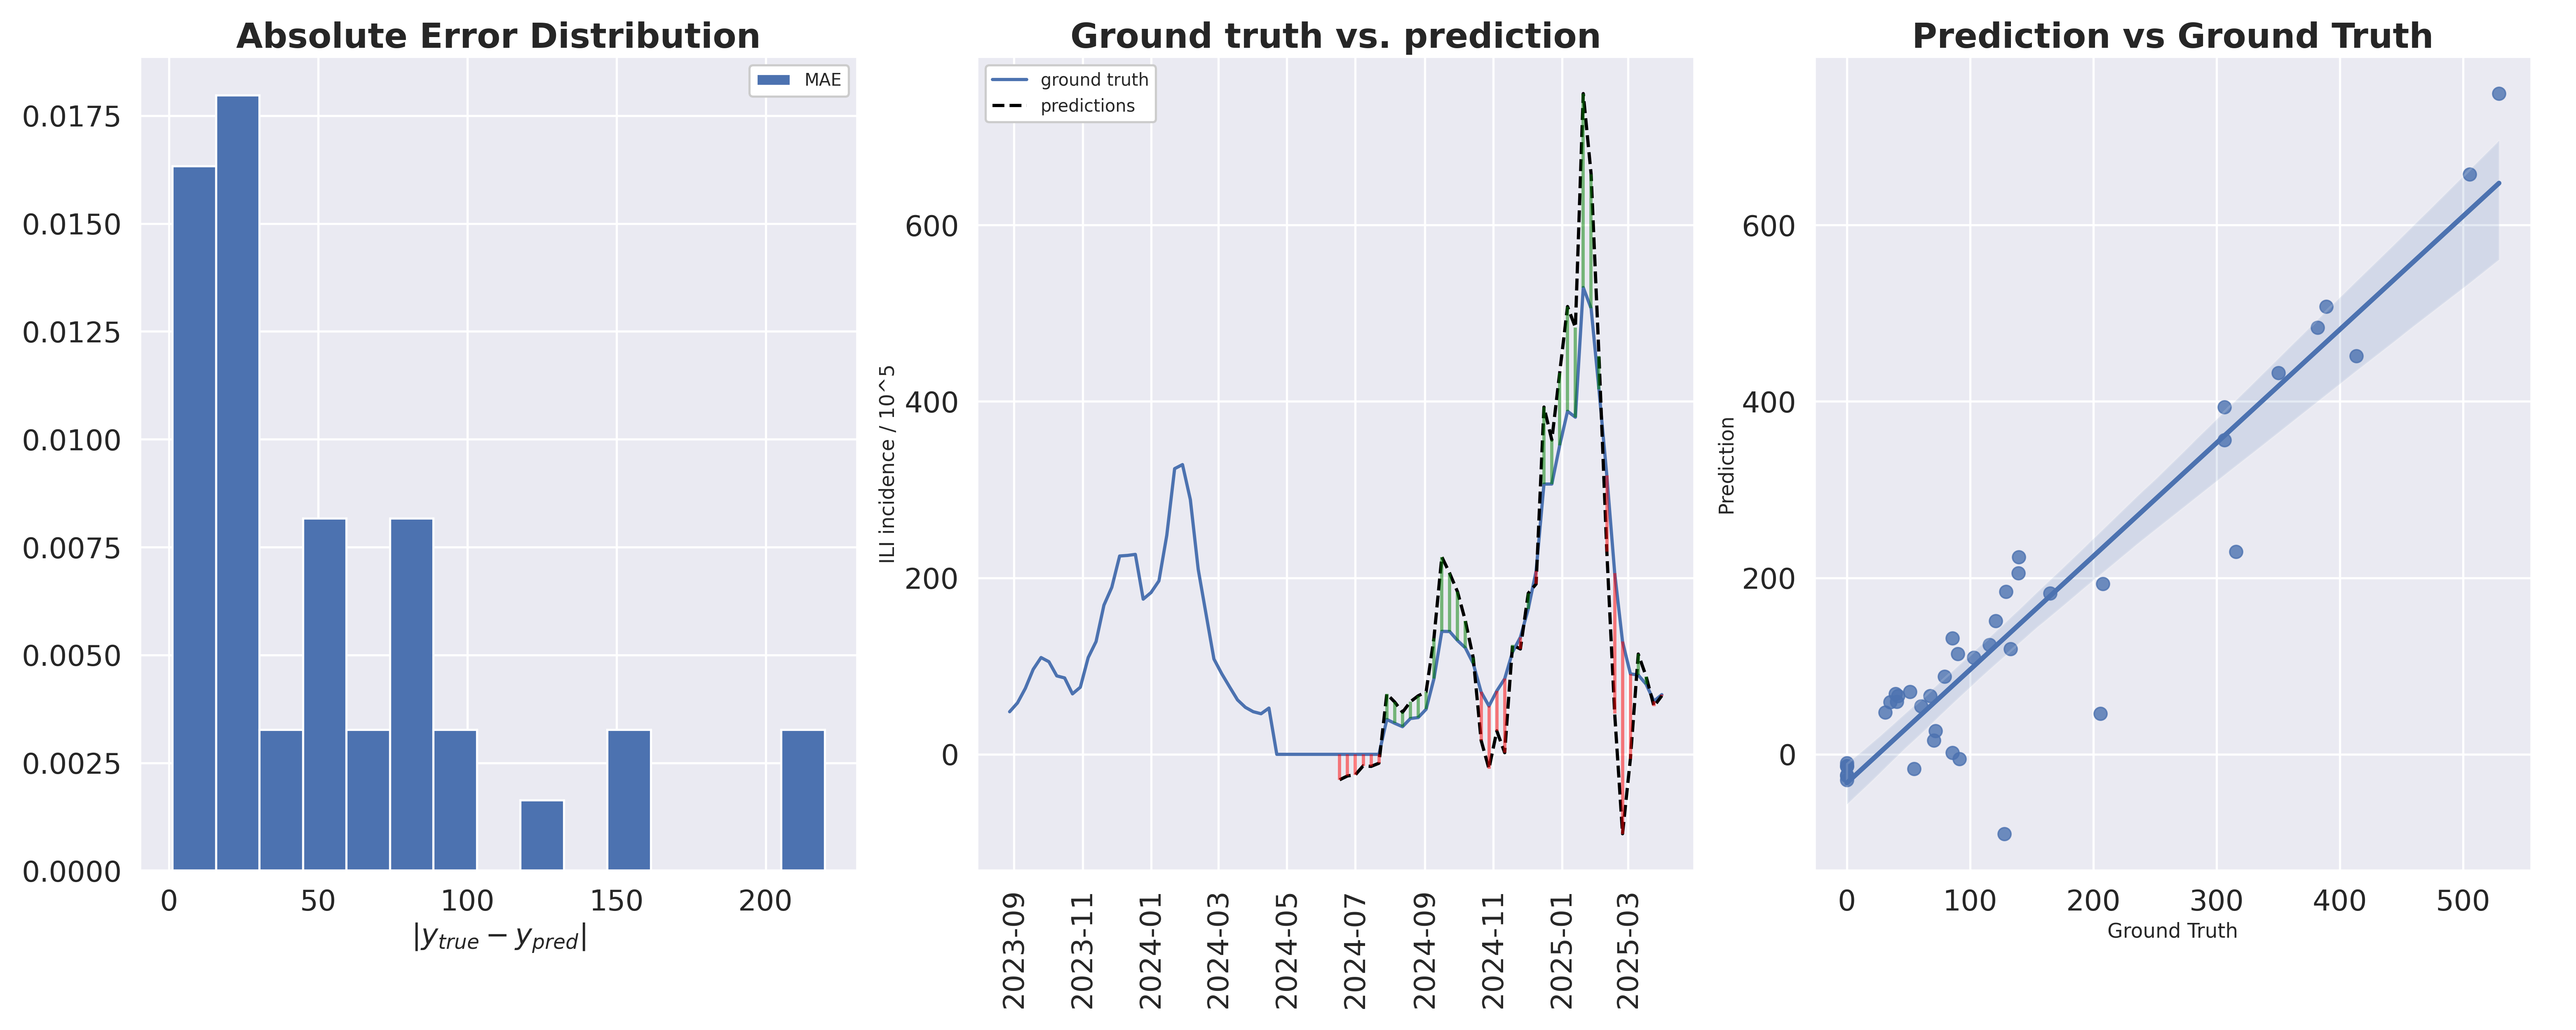 Absolute Error Distribution
MAE
0.0175
0.0150
0.0125
0.0100
0.0075
0.0050
0.0025
0.0000
0 50 100 150 200
|y_true − y_pred|
Ground truth vs. prediction
ground truth
predictions
ILI incidence / 10^5
600
400
200
0
2023-09
2023-11
2024-01
2024-03
2024-05
2024-07
2024-09
2024-11
2025-01
2025-03
Prediction vs Ground Truth
Prediction
600
400
200
0
0 100 200 300 400 500
Ground Truth